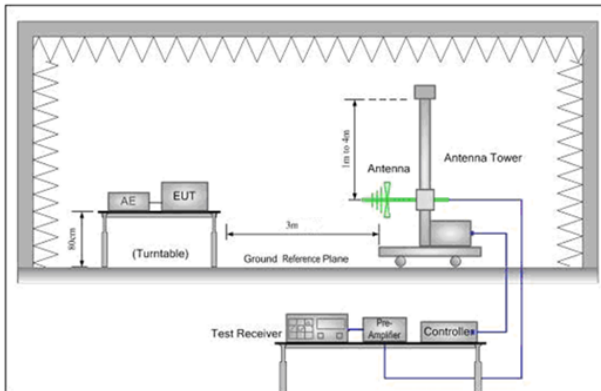 1m to 4m
Antenna
Antenna Tower
AE
EUT
80cm
(Turntable)
3m
Ground Reference Plane
Test Receiver
Pre-
Amplifier
Controller